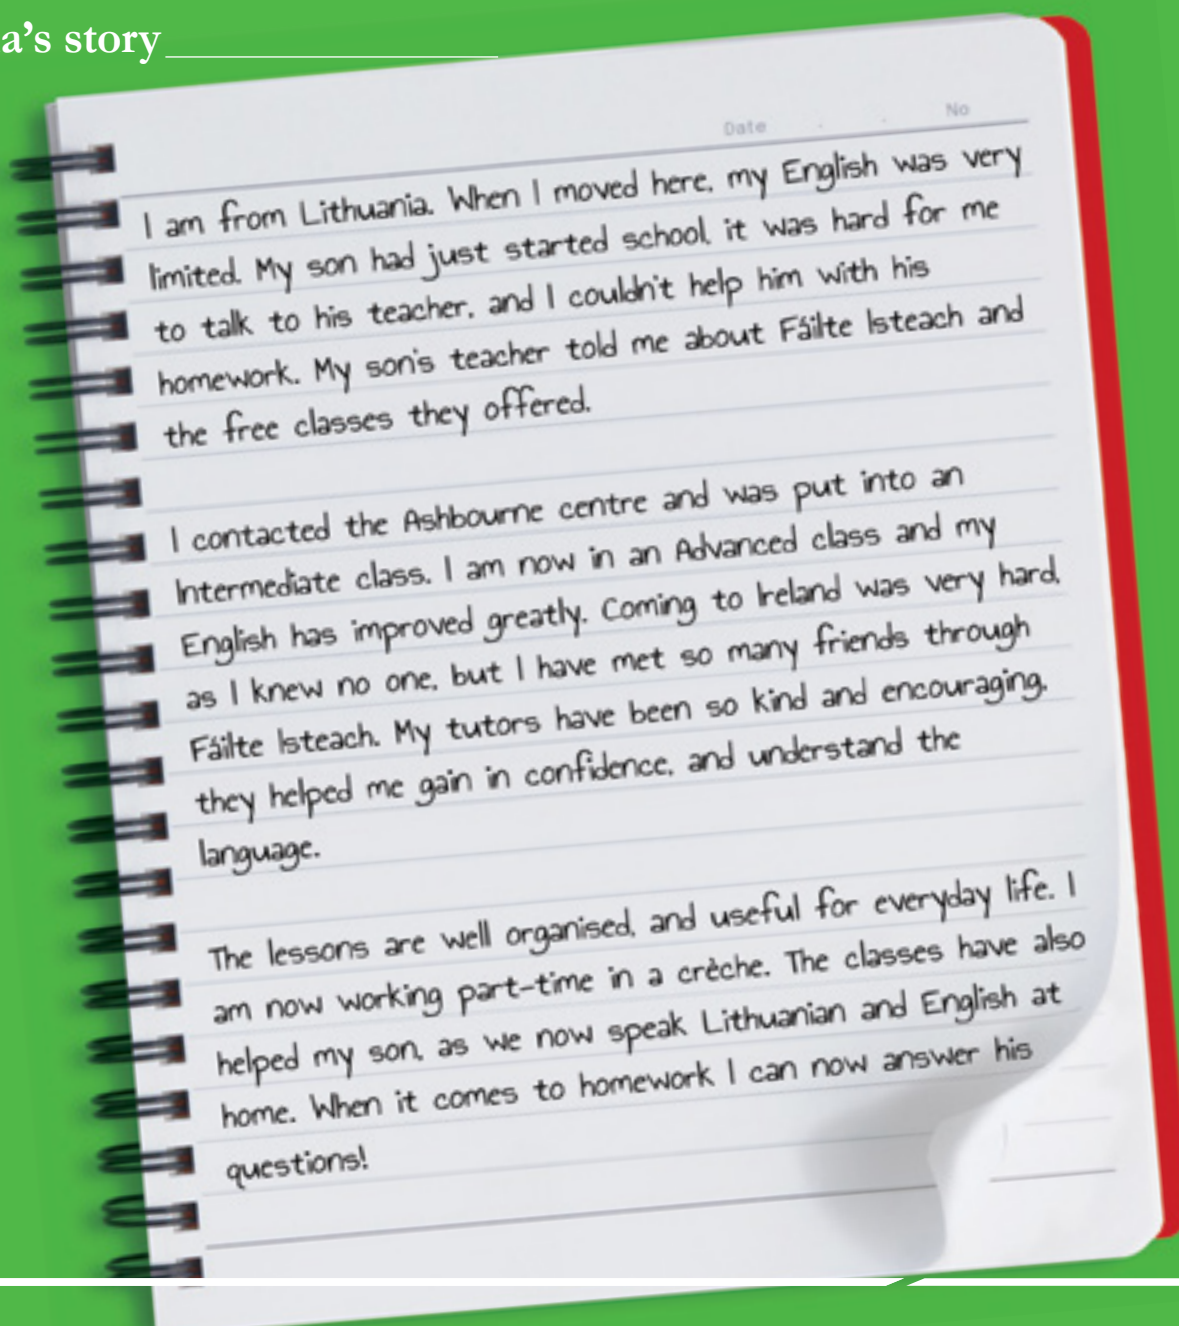 a’s story
Date No
I am from Lithuania. When I moved here, my English was very
limited. My son had just started school, it was hard for me
to talk to his teacher, and I couldn't help him with his
homework. My son's teacher told me about Fáilte Isteach and
the free classes they offered.
I contacted the Ashbourne centre and was put into an
Intermediate class. I am now in an Advanced class and my
English has improved greatly. Coming to Ireland was very hard,
as I knew no one, but I have met so many friends through
Fáilte Isteach. My tutors have been so kind and encouraging,
they helped me gain in confidence, and understand the
language.
The lessons are well organised, and useful for everyday life. I
am now working part-time in a crèche. The classes have also
helped my son, as we now speak Lithuanian and English at
home. When it comes to homework I can now answer his
questions!